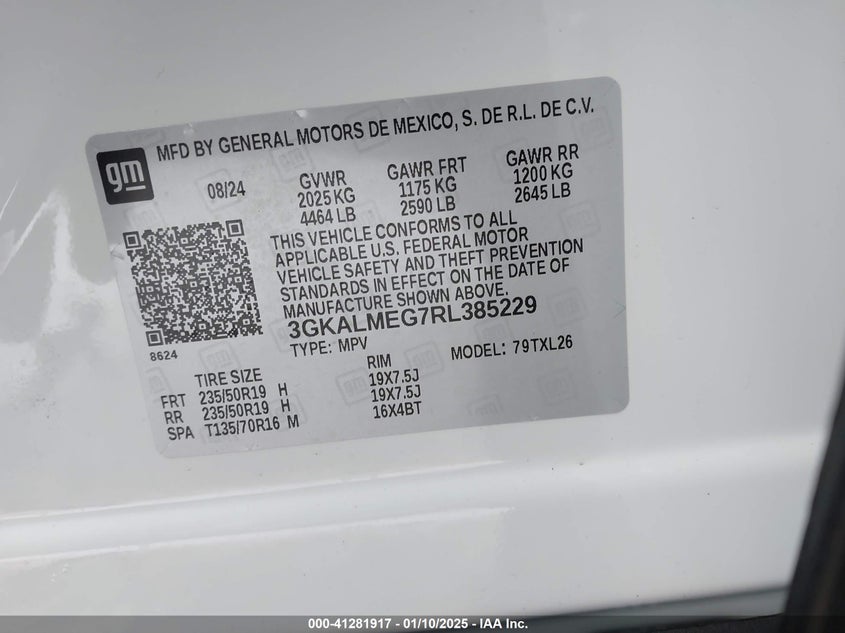 gm
MFD BY GENERAL MOTORS DE MEXICO, S. DE R.L. DE C.V.
08/24 GVWR GAWR FRT GAWR RR
2025 KG 1175 KG 1200 KG
4464 LB 2590 LB 2645 LB
THIS VEHICLE CONFORMS TO ALL
APPLICABLE U.S. FEDERAL MOTOR
VEHICLE SAFETY AND THEFT PREVENTION
STANDARDS IN EFFECT ON THE DATE OF
MANUFACTURE SHOWN ABOVE.
3GKALMEG7RL385229
8624
TYPE: MPV MODEL: 79TXL26
TIRE SIZE RIM
FRT 235/50R19 H 19X7.5J
RR 235/50R19 H 19X7.5J
SPA T135/70R16 M 16X4BT
000-41281917 - 01/10/2025 - © IAA Inc.